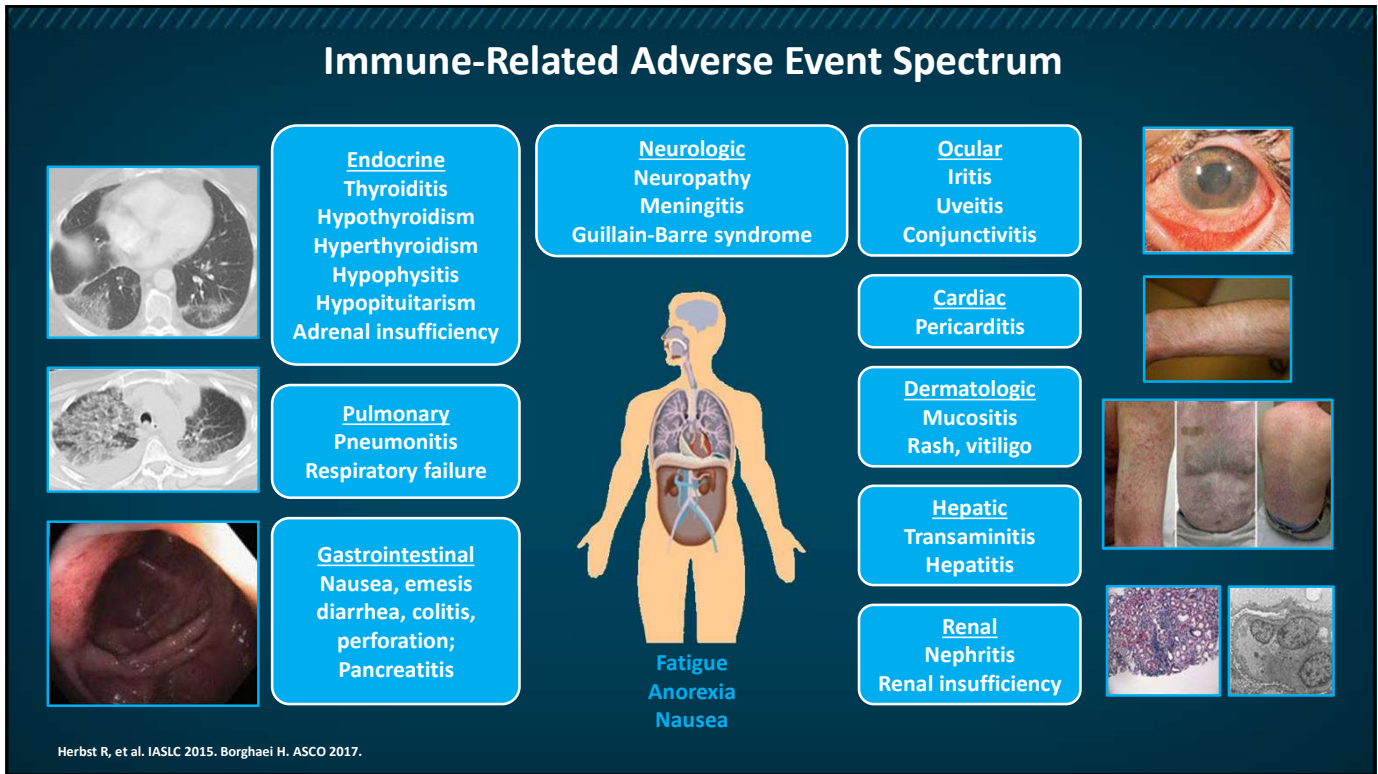 Immune-Related Adverse Event Spectrum
Endocrine
Thyroiditis
Hypothyroidism
Hyperthyroidism
Hypophysitis
Hypopituitarism
Adrenal insufficiency
Pulmonary
Pneumonitis
Respiratory failure
Gastrointestinal
Nausea, emesis
diarrhea, colitis,
perforation;
Pancreatitis
Neurologic
Neuropathy
Meningitis
Guillain-Barre syndrome
Fatigue
Anorexia
Nausea
Ocular
Iritis
Uveitis
Conjunctivitis
Cardiac
Pericarditis
Dermatologic
Mucositis
Rash, vitiligo
Hepatic
Transaminitis
Hepatitis
Renal
Nephritis
Renal insufficiency
Herbst R, et al. IASLC 2015. Borghaei H. ASCO 2017.